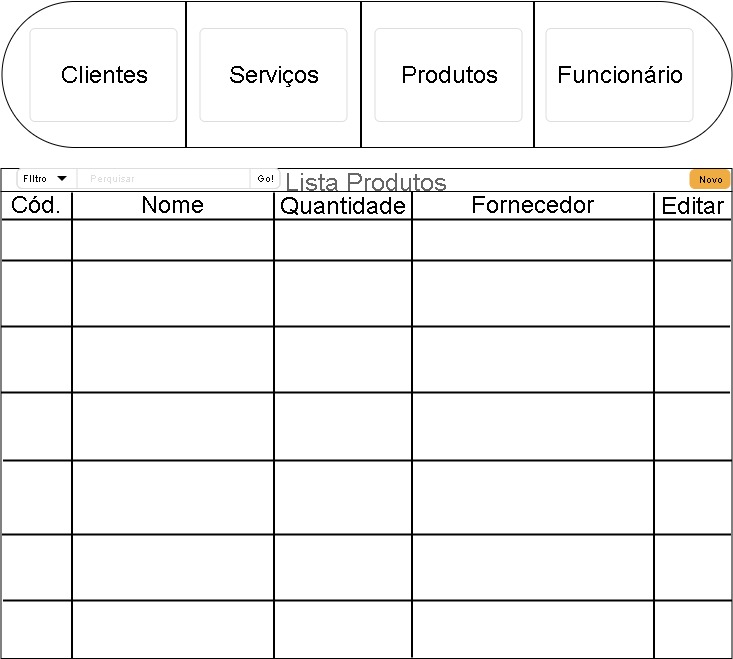 Clientes Serviços Produtos Funcionário
FIltro Perquisar Go! Lista Produtos Novo
Cód. Nome Quantidade Fornecedor Editar